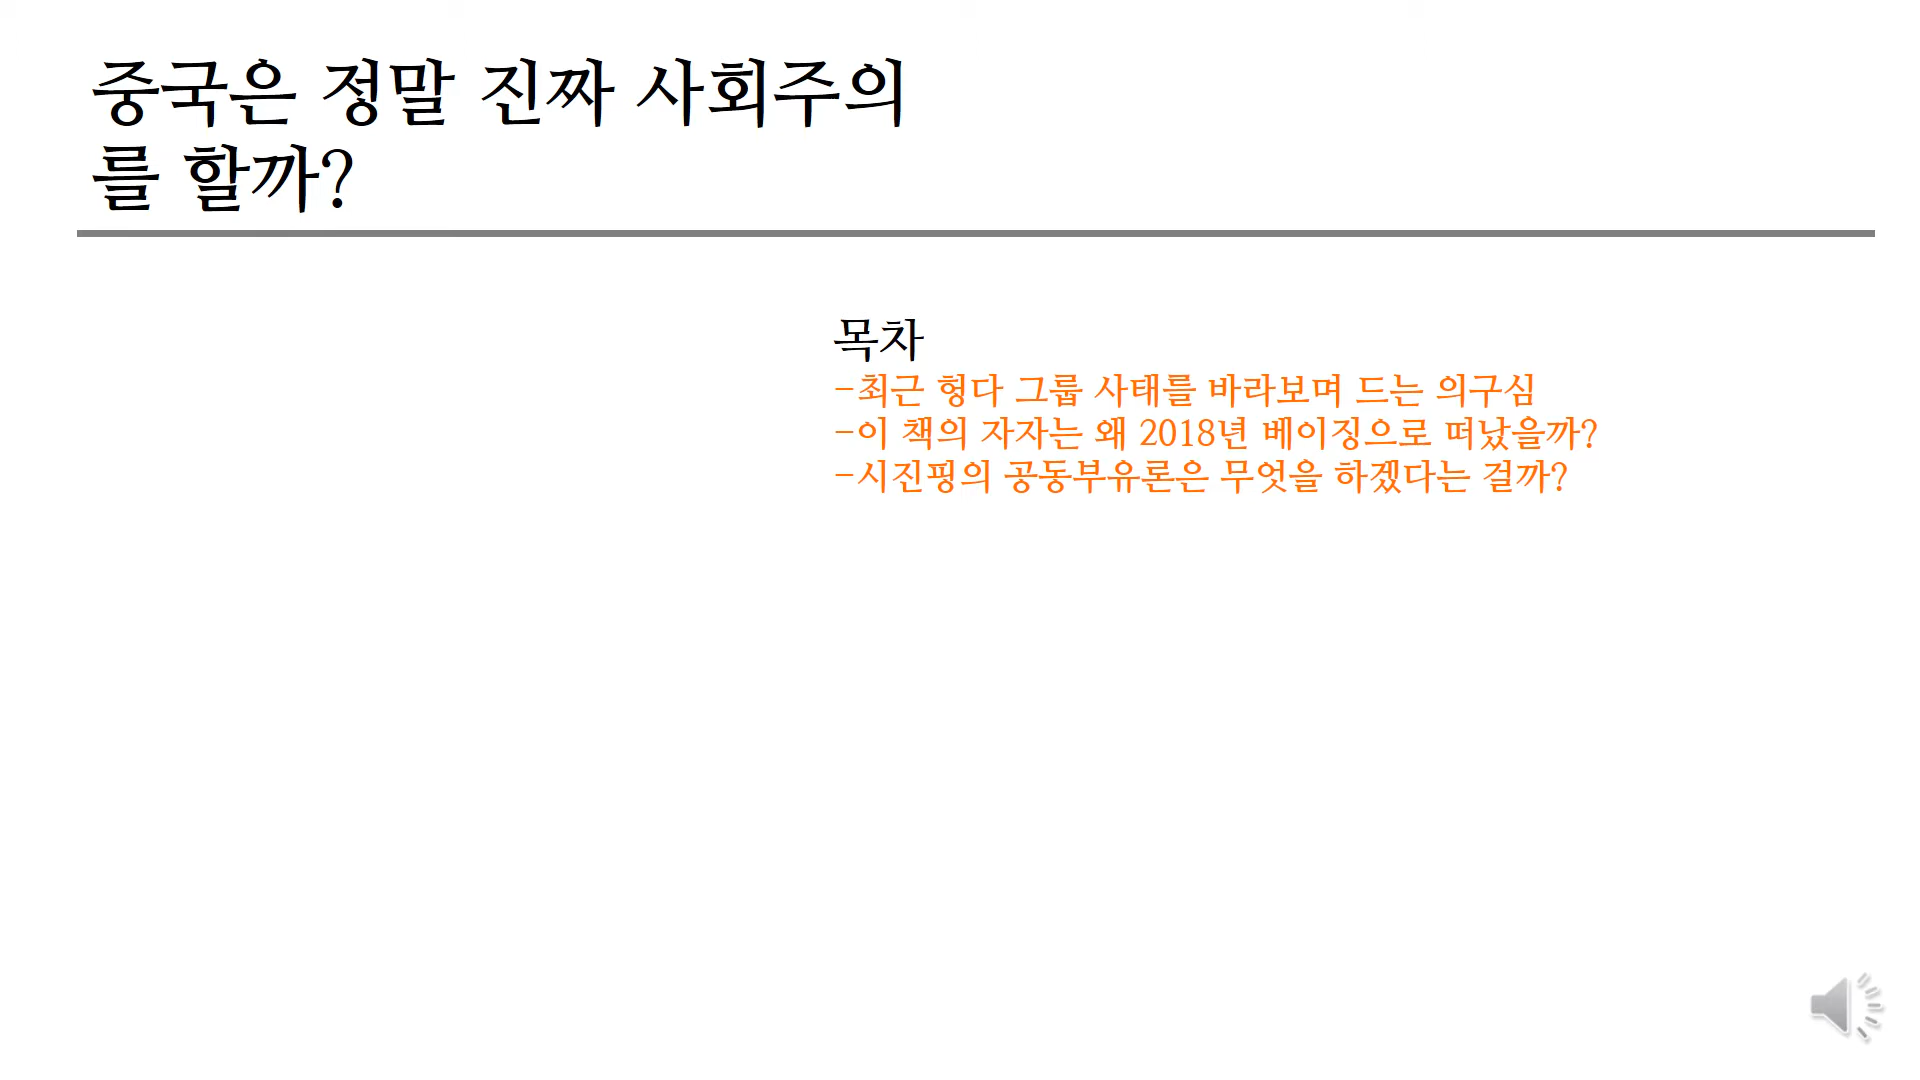 중국은 정말 진짜 사회주의
를 할까?
목차
-최근 헝다 그룹 사태를 바라보며 드는 의구심
-이 책의 자자는 왜 2018년 베이징으로 떠났을까?
-시진핑의 공동부유론은 무엇을 하겠다는 걸까?